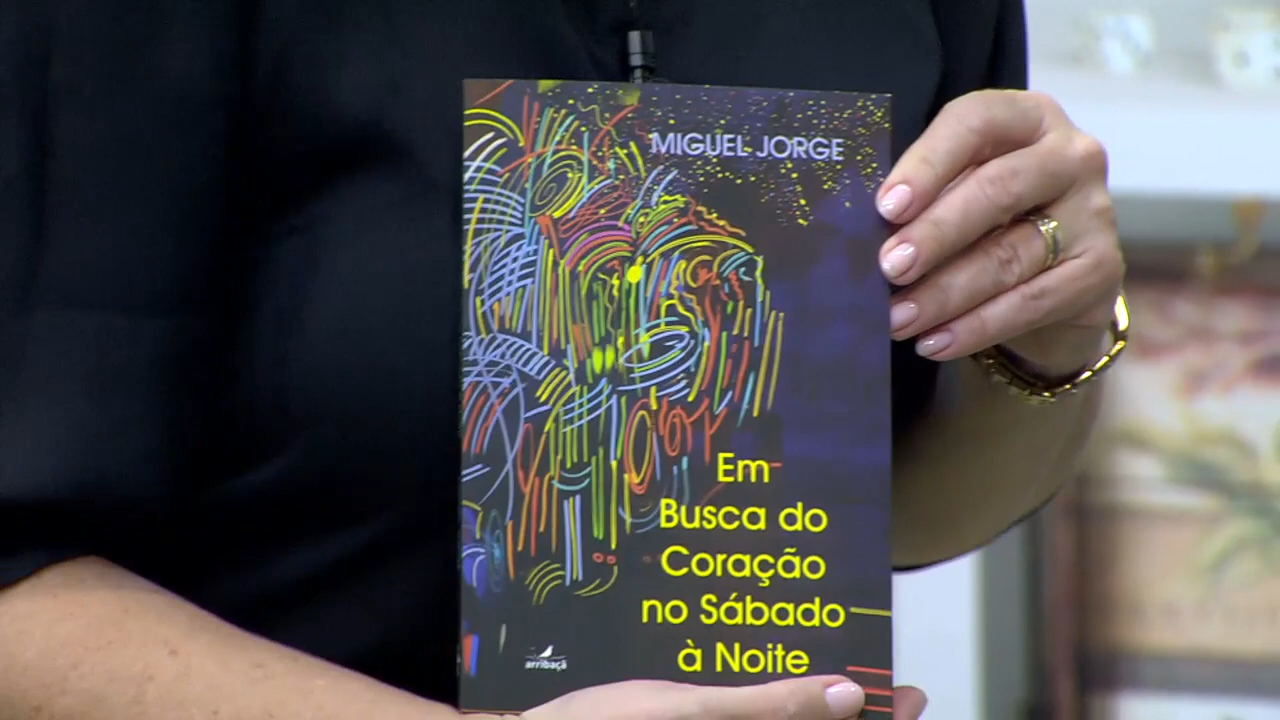 MIGUEL JORGE
Em
Busca do
Coração
no Sábado
à Noite
arribaçã